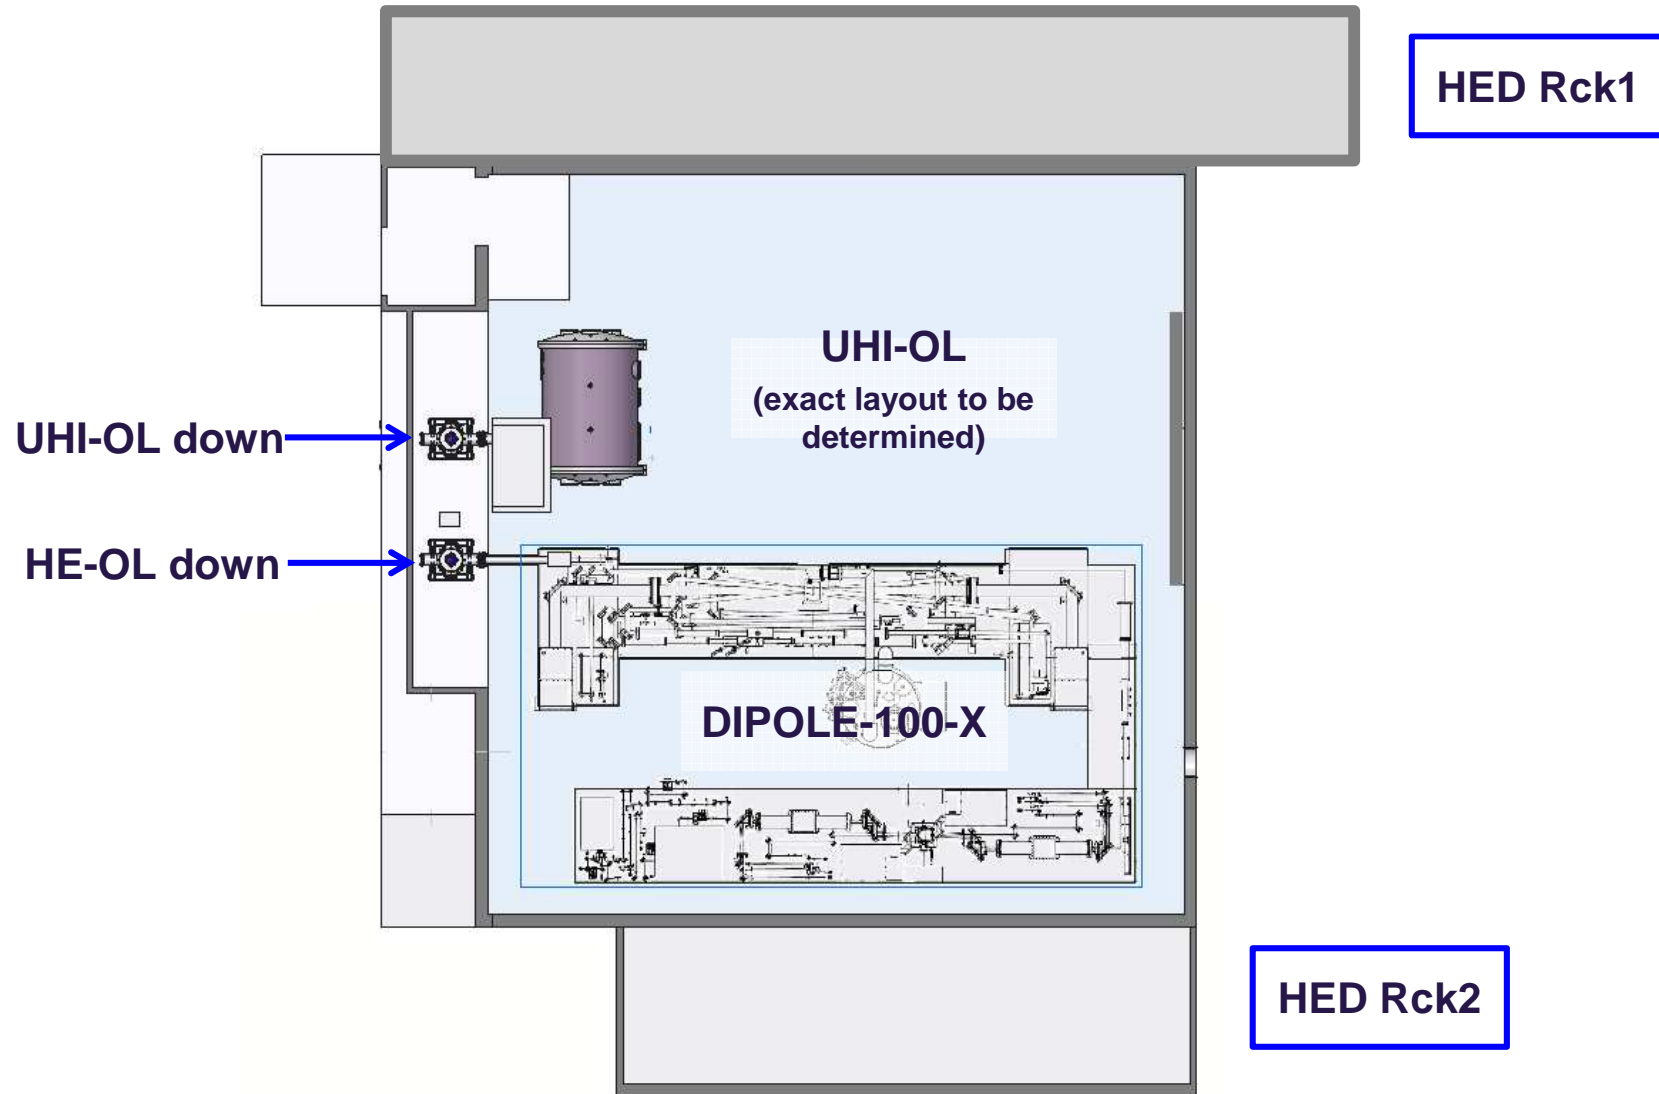 HED Rck1
UHI-OL
(exact layout to be
determined)
UHI-OL down
HE-OL down
DIPOLE-100-X
HED Rck2